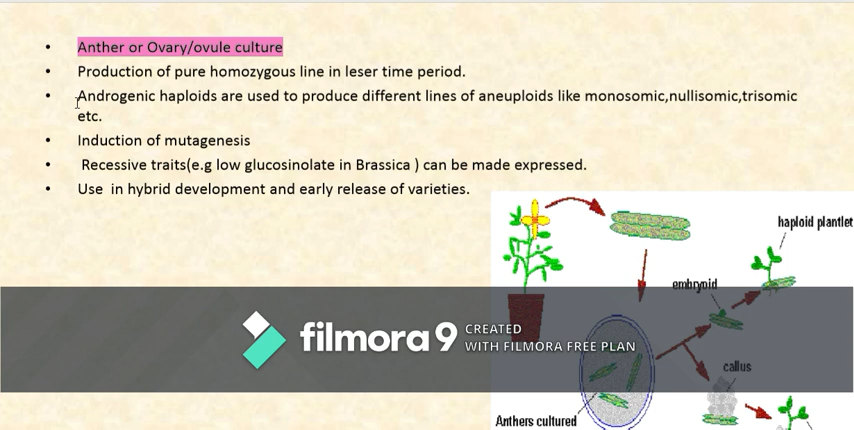 • Anther or Ovary/ovule culture
• Production of pure homozygous line in leser time period.
• Androgenic haploids are used to produce different lines of aneuploids like monosomic,nullisomic,trisomic
etc.
• Induction of mutagenesis
• Recessive traits(e.g low glucosinolate in Brassica ) can be made expressed.
• Use in hybrid development and early release of varieties.
haploid plantlet
embryoid
filmora9 CREATED
WITH FILMORA FREE PLAN
callus
Anthers cultured